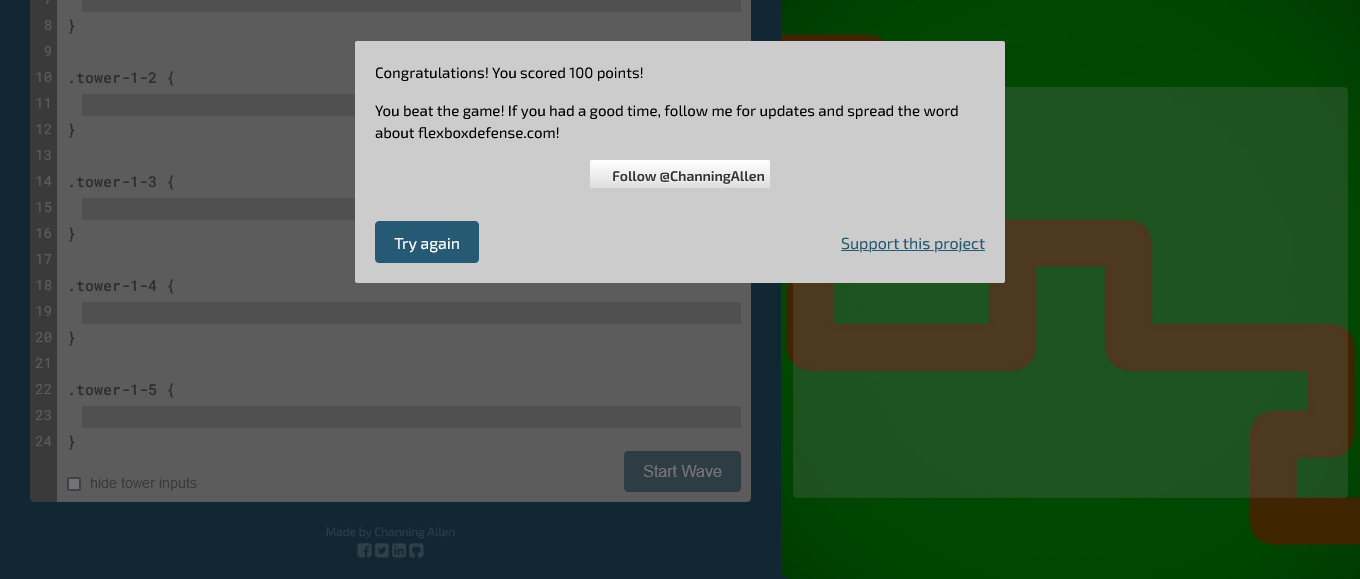 7
8 }
9
10 .tower-1-2 {
11
12 }
13
14 .tower-1-3 {
15
16 }
17
18 .tower-1-4 {
19
20 }
21
22 .tower-1-5 {
23
24 }
hide tower inputs
Start Wave
Made by Channing Allen
Congratulations! You scored 100 points!
You beat the game! If you had a good time, follow me for updates and spread the word
about flexboxdefense.com!
Follow @ChanningAllen
Try again
Support this project